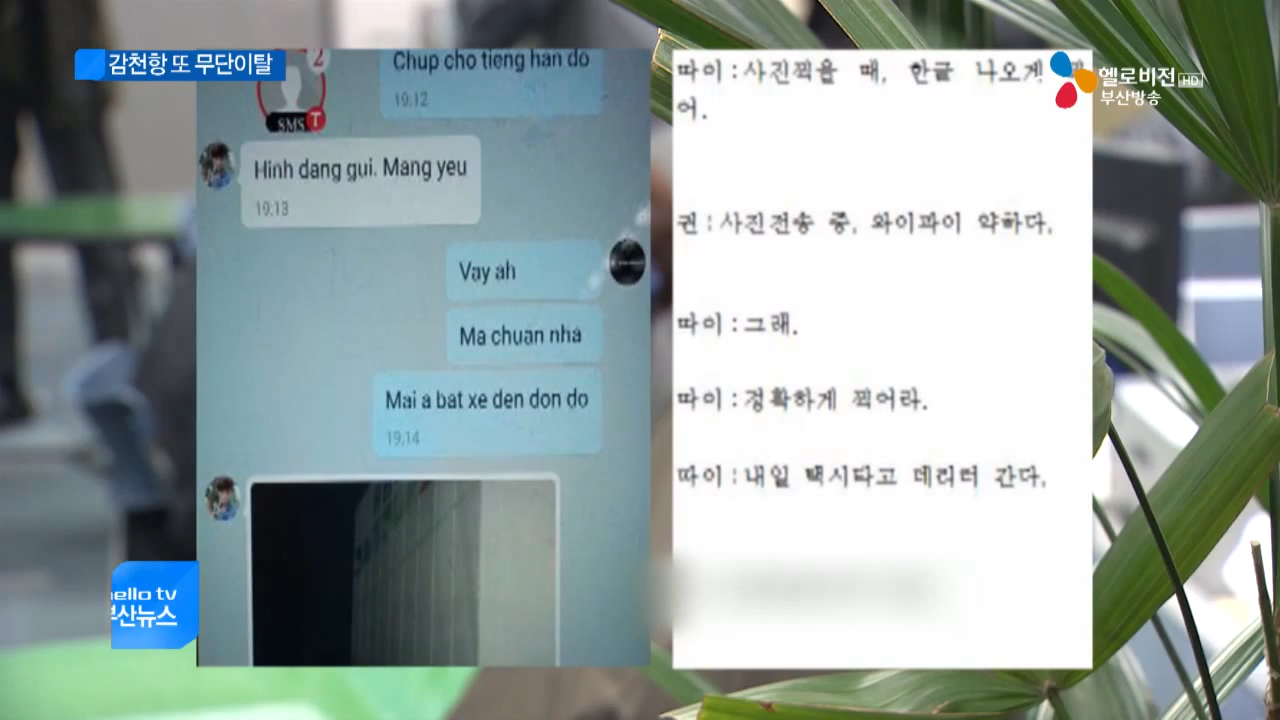 감천항 또 무단이탈
헬로비전 HD
부산방송
Chup cho tieng han do
19:12
2
SMS T
Hinh dang gui. Mang yeu
19:13
Vay ah
Ma chuan nha
Mai a bat xe den don do
19:14
따이:사진찍을 때, 한글 나오게
어.
권:사진전송 중, 와이파이 약하다.
따이:그래.
따이:정확하게 찍어라.
따이:내일 택시타고 데리러 간다.
hello tv
부산뉴스